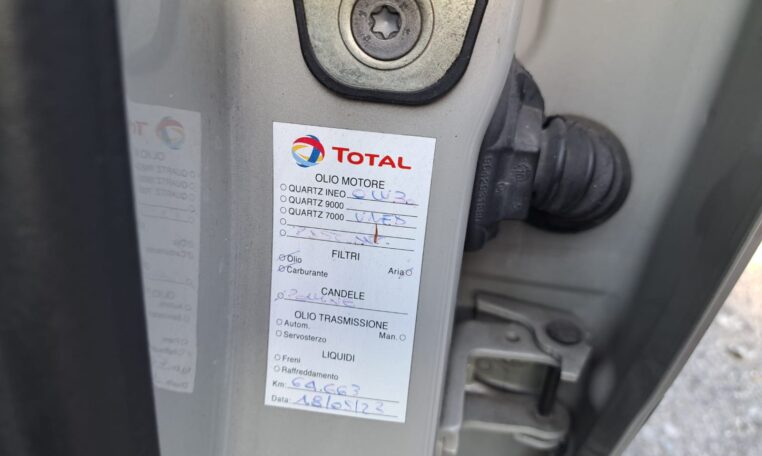 TOTAL
OLIO MOTORE
QUARTZ INEO 0W30
QUARTZ 9000
QUARTZ 7000
FILTRI
Olio
Carburante Aria
CANDELE
OLIO TRASMISSIONE
Autom. Man.
Servosterzo
LIQUIDI
Freni
Raffreddamento
Km: 64.663
Data: 18/05/23